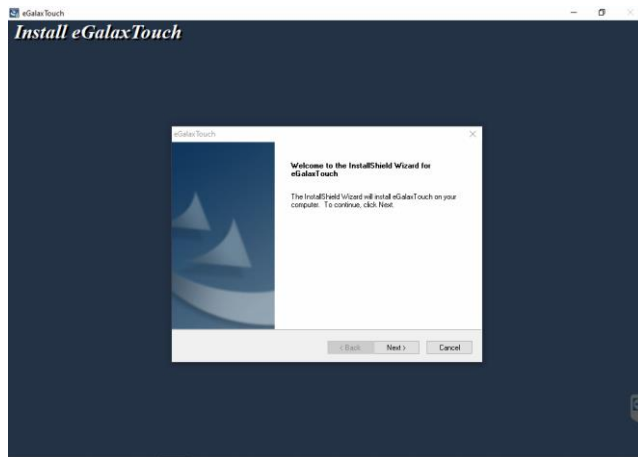 eGalaxTouch
Install eGalaxTouch
eGalaxTouch
Welcome to the InstallShield Wizard for
eGalaxTouch
The InstallShield Wizard will install eGalaxTouch on your
computer. To continue, click Next.
< Back Next > Cancel